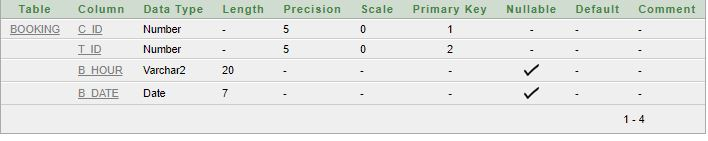 Table Column Data Type Length Precision Scale Primary Key Nullable Default Comment
BOOKING C_ID Number - 5 0 1 - - -
T_ID Number - 5 0 2 - - -
B_HOUR Varchar2 20 - - - - -
B_DATE Date 7 - - - - -
1 - 4